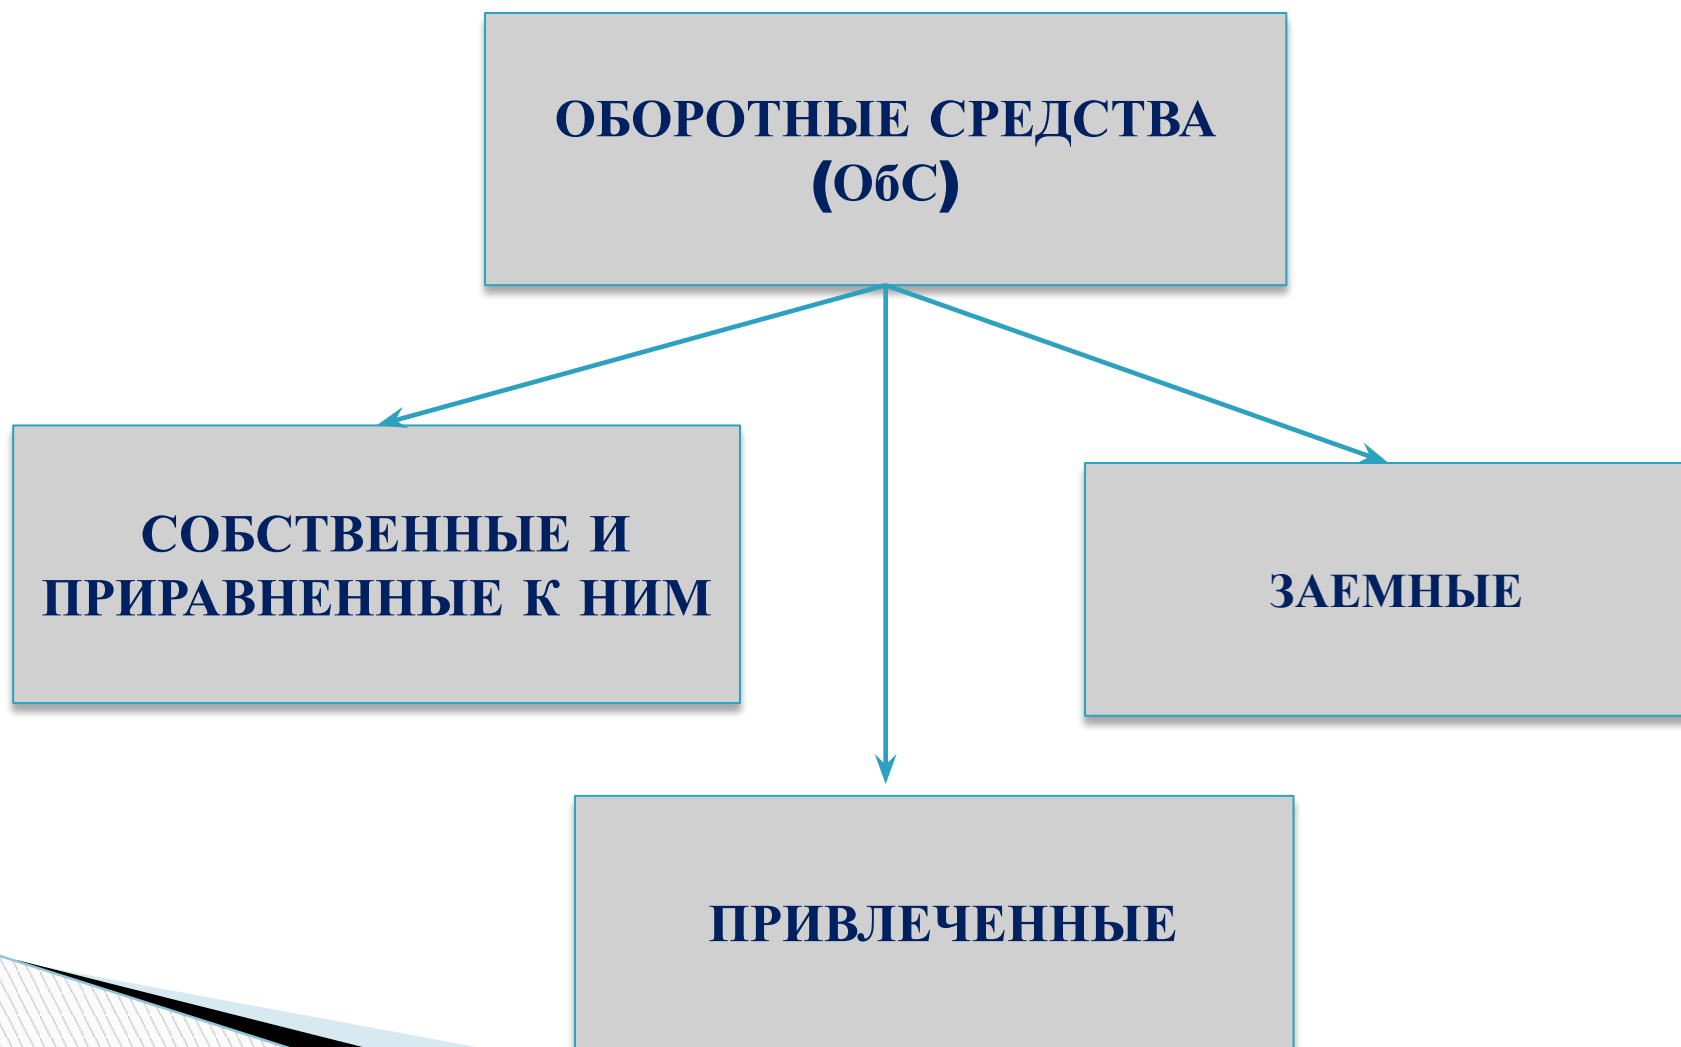 ОБОРОТНЫЕ СРЕДСТВА
(ОбС)
СОБСТВЕННЫЕ И
ПРИРАВНЕННЫЕ К НИМ
ЗАЕМНЫЕ
ПРИВЛЕЧЕННЫЕ